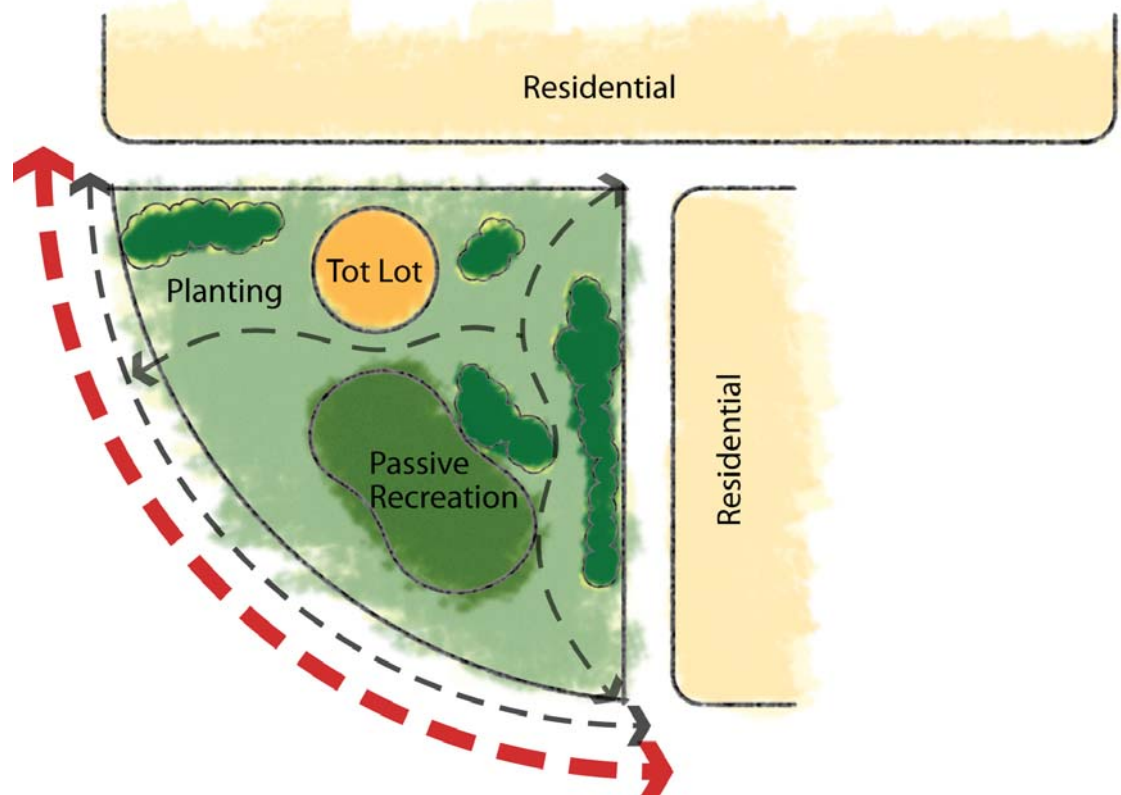 Residential
Tot Lot
Planting
Passive
Recreation
Residential